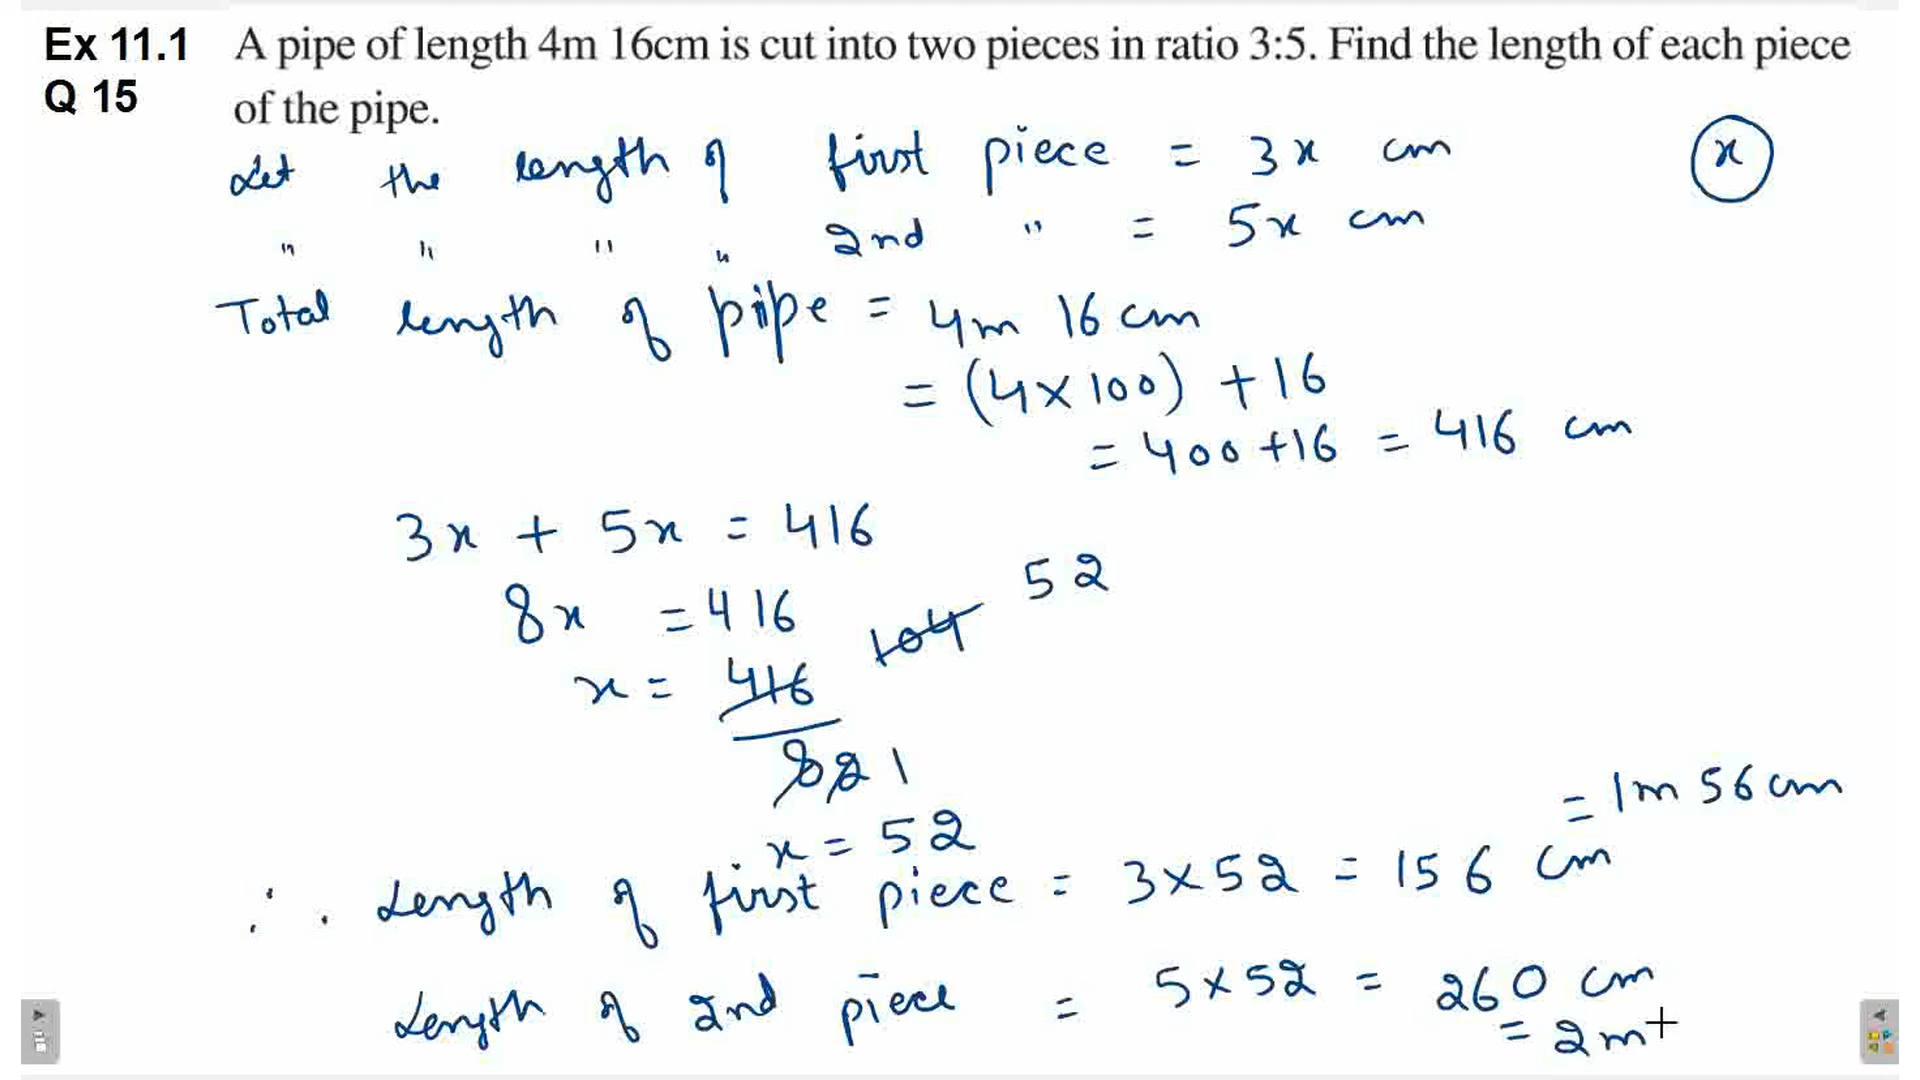 Ex 11.1 A pipe of length 4m 16cm is cut into two pieces in ratio 3:5. Find the length of each piece
Q 15 of the pipe.
Let the length of first piece = 3x cm
x
" " " " 2nd " = 5x cm
Total length of pipe = 4m 16 cm
= (4 × 100) + 16
= 400 + 16 = 416 cm
3x + 5x = 416
8x = 416
104 52
x = 416
8 2 1
x = 52
= 1m 56 cm
∴ Length of first piece = 3 × 52 = 156 cm
Length of 2nd piece = 5 × 52 = 260 cm
= 2m